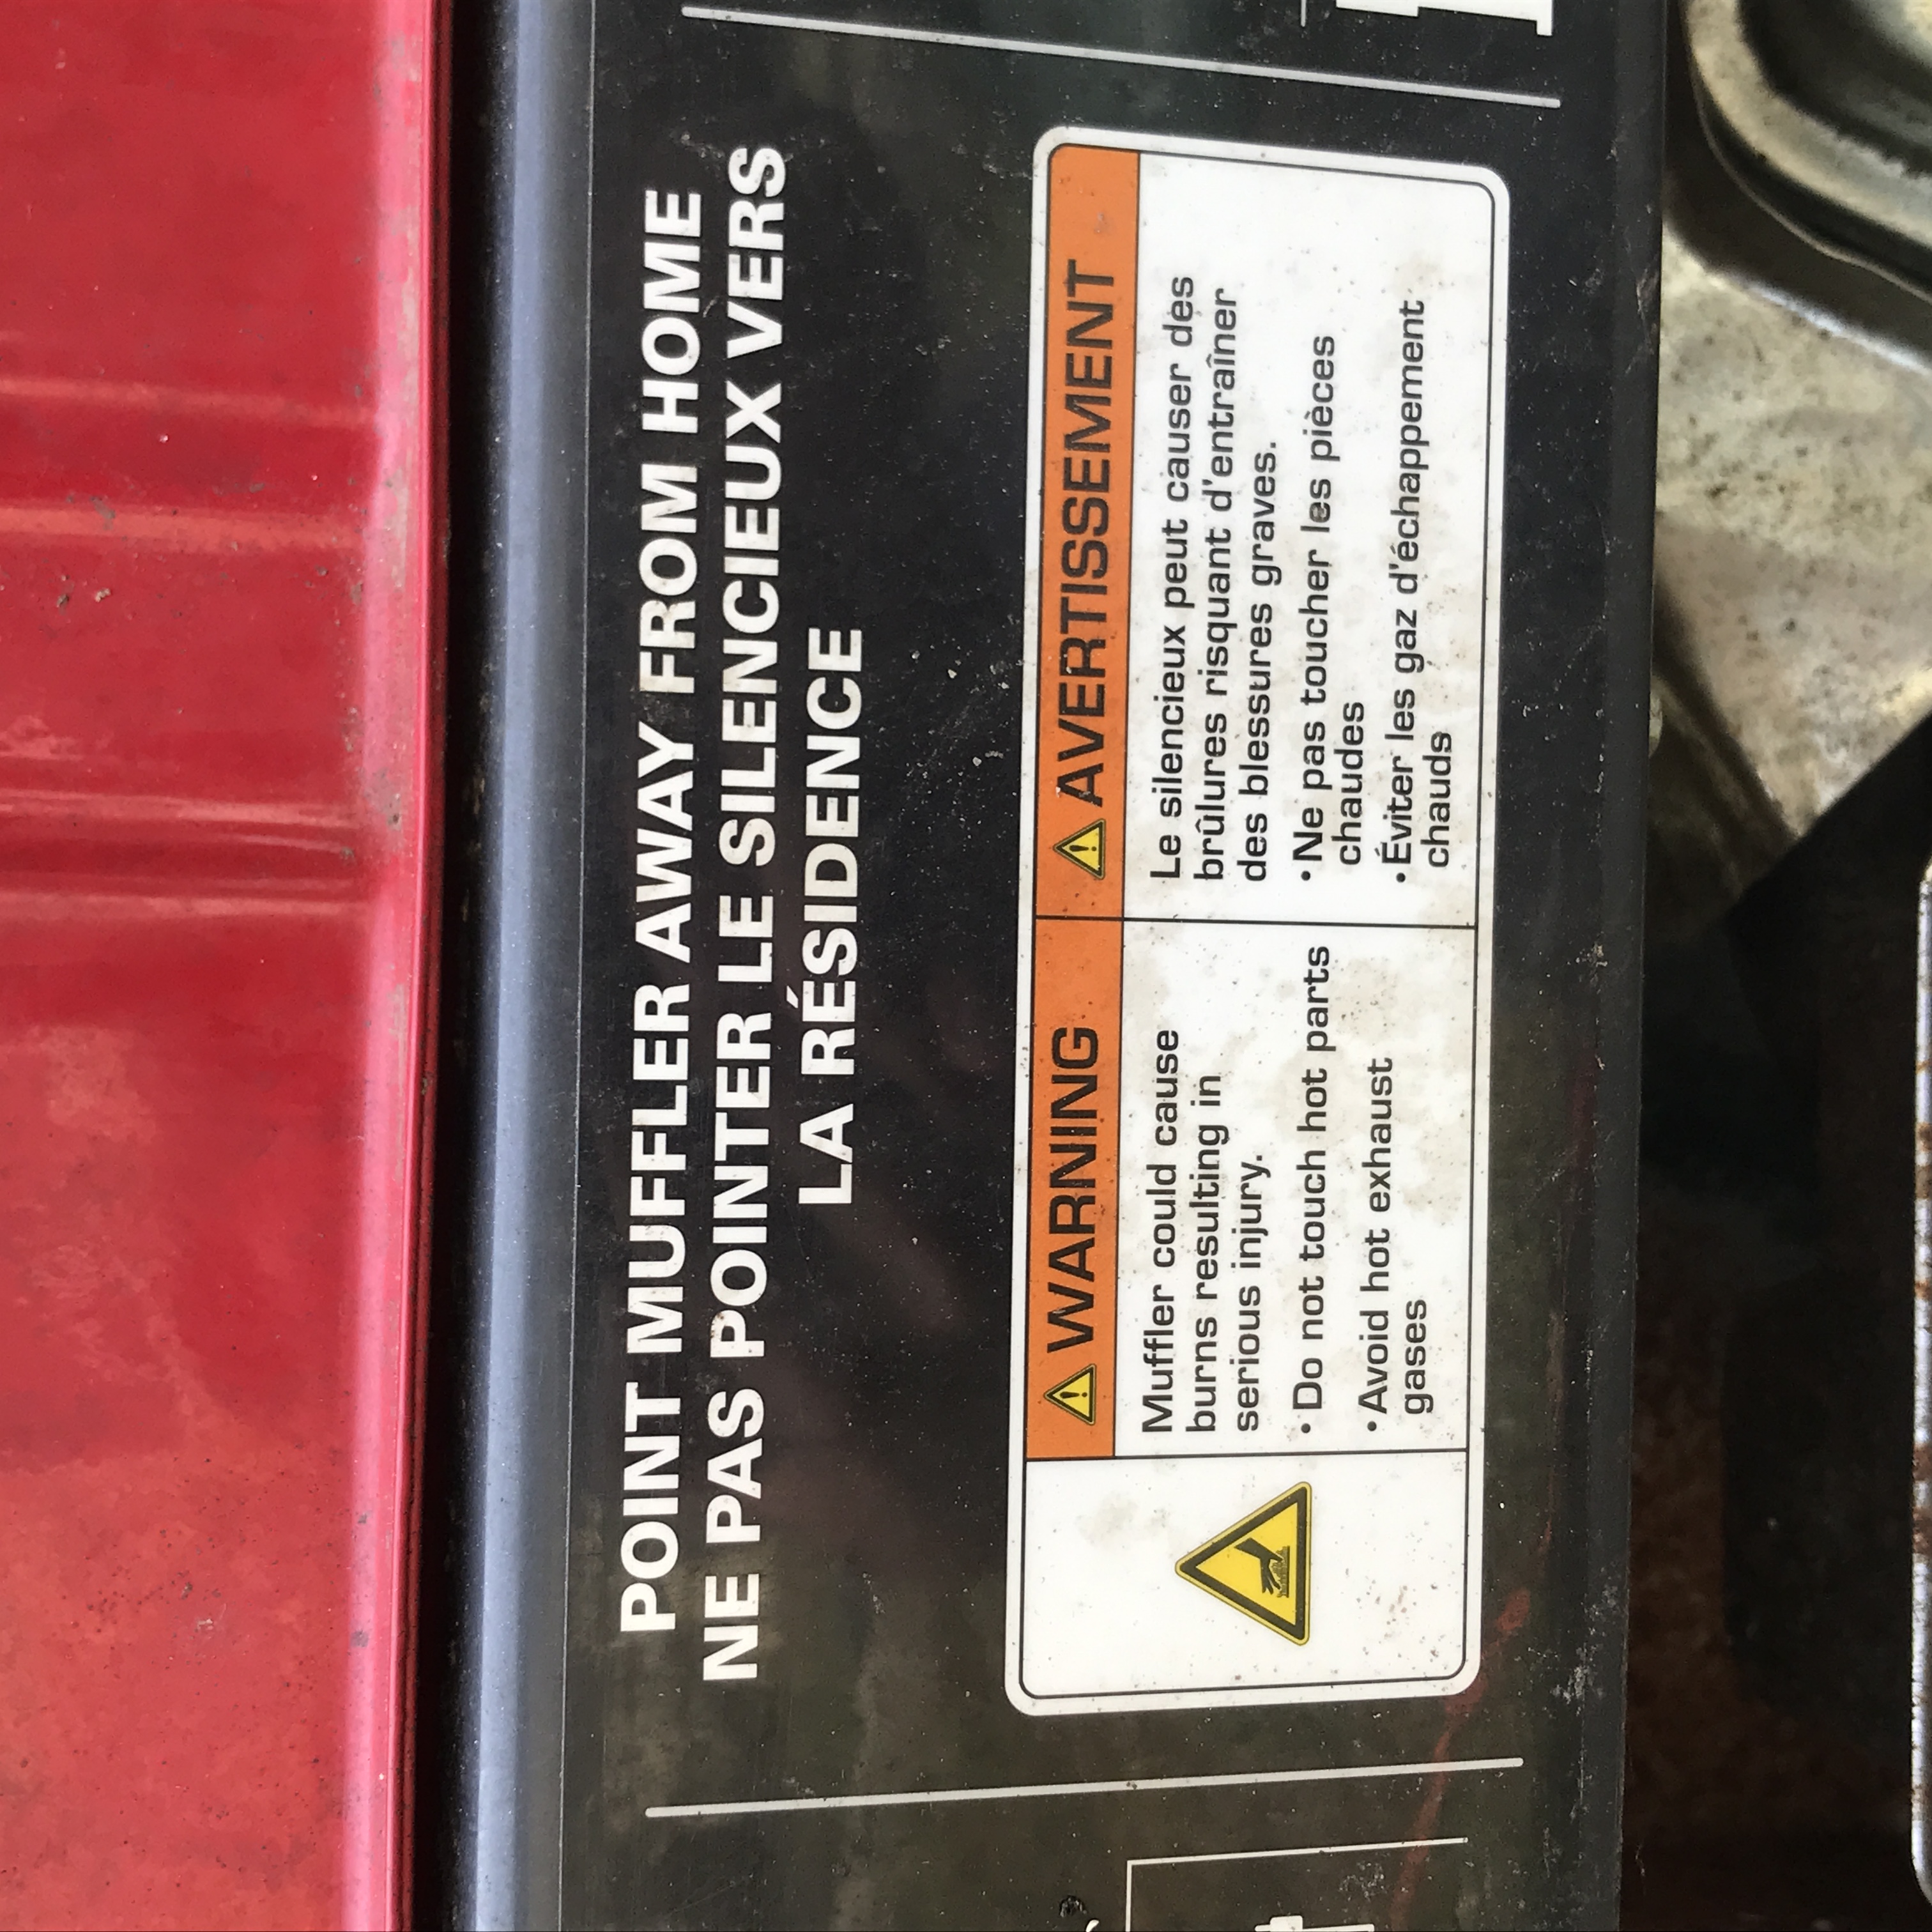 POINT MUFFLER AWAY FROM HOME
NE PAS POINTER LE SILENCIEUX VERS
LA RÉSIDENCE
WARNING
Muffler could cause
burns resulting in
serious injury.
• Do not touch hot parts
• Avoid hot exhaust
gases
AVERTISSEMENT
Le silencieux peut causer des
brûlures risquant d'entraîner
des blessures graves.
• Ne pas toucher les pièces
chaudes
• Éviter les gaz d'échappement
chauds